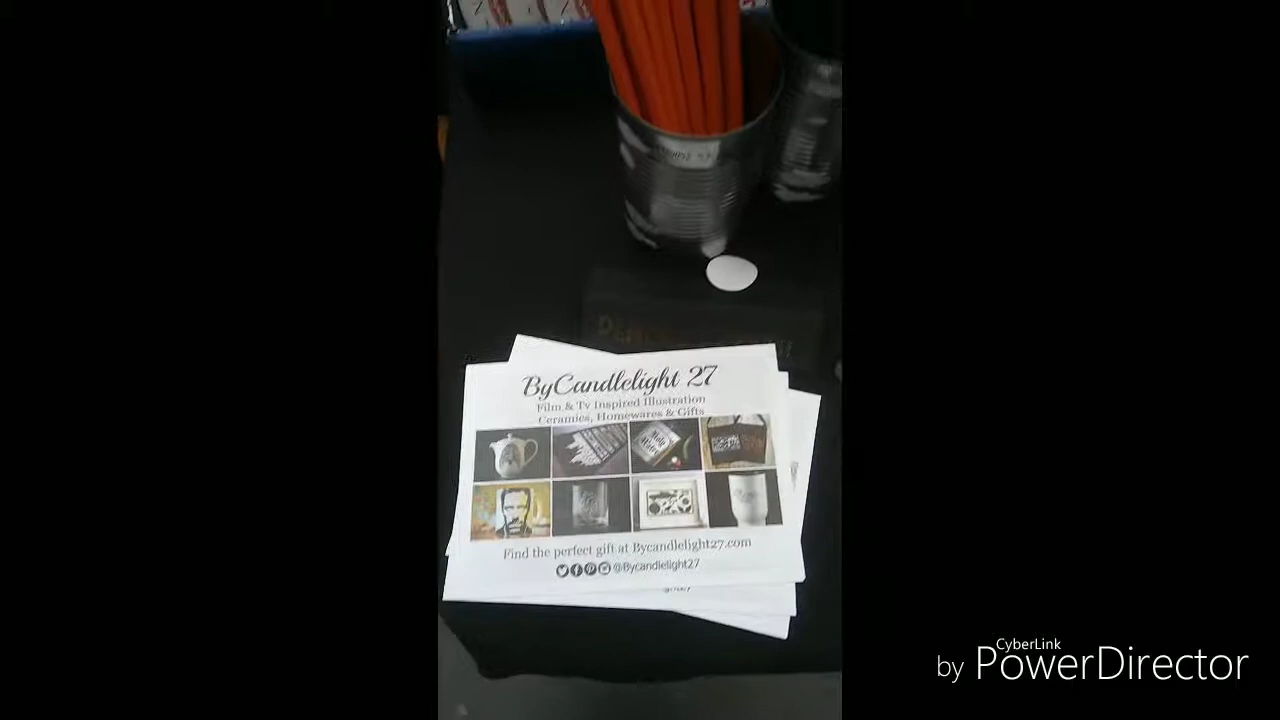 ByCandlelight 27
Film & Tv Inspired Illustration
Ceramics, Homewares & Gifts
Find the perfect gift at Bycandlelight27.com
@Bycandlelight27
CyberLink
by PowerDirector